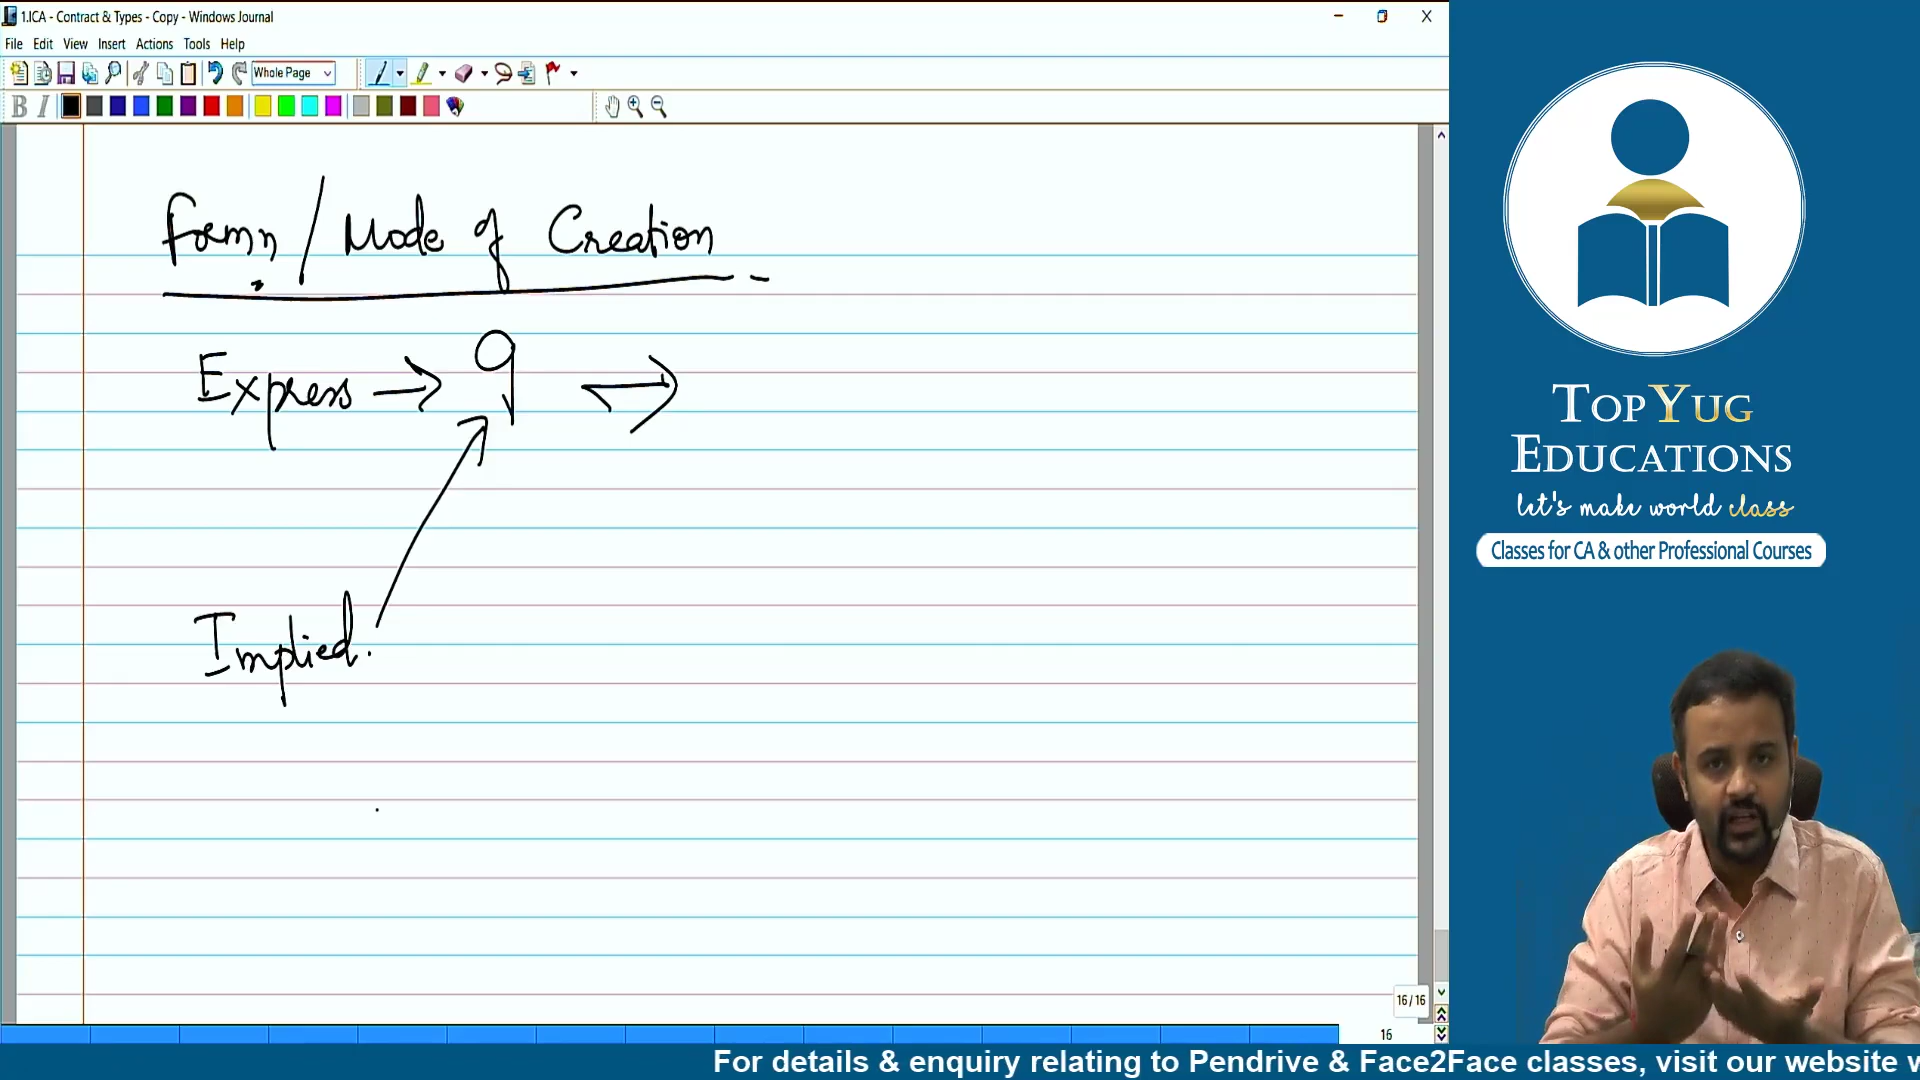 1.ICA - Contract & Types - Copy - Windows Journal
File Edit View Insert Actions Tools Help
Whole Page
B I
Formn / Mode of Creation
Express → 9
Implied.
16 / 16
16
TOPYUG
EDUCATIONS
let's make world class
Classes for CA & other Professional Courses
For details & enquiry relating to Pendrive & Face2Face classes, visit our website